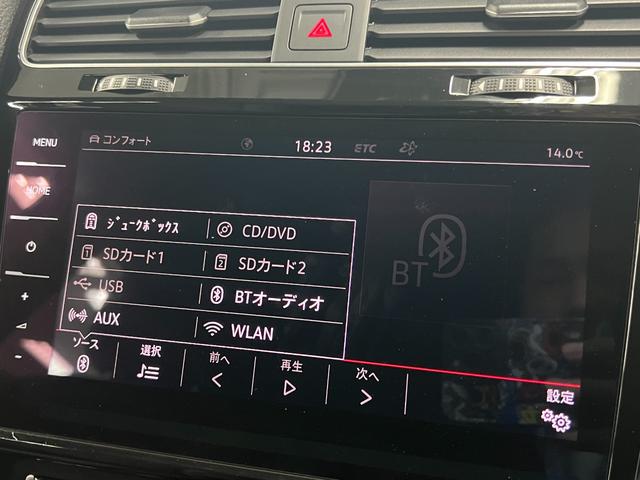 MENU
コンフォート
18:23
ETC
14.0℃
HOME
1
ジュークボックス
CD/DVD
1
SDカード1
2
SDカード2
USB
BTオーディオ
AUX
WLAN
BT
ソース
選択
前へ
再生
次へ
設定
+
-